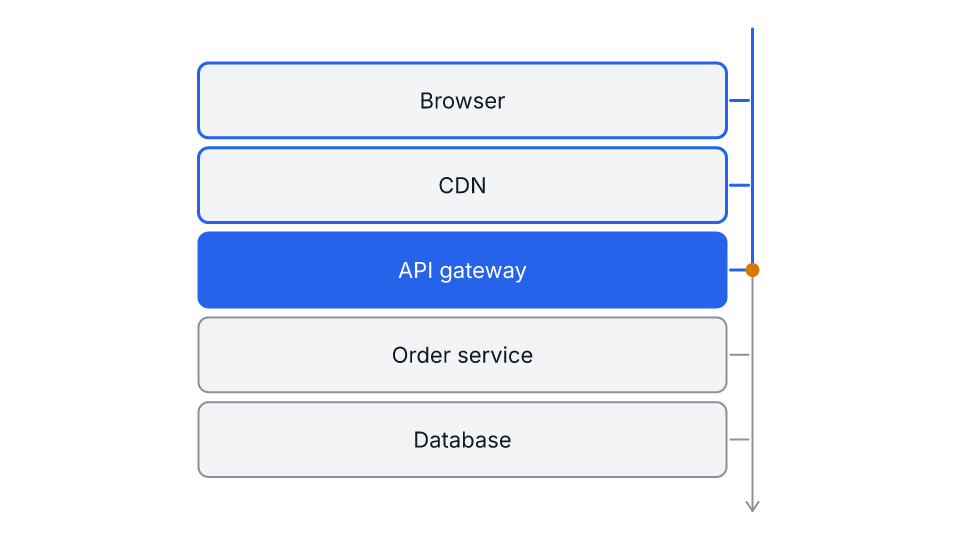 Browser
CDN
API gateway
Order service
Database